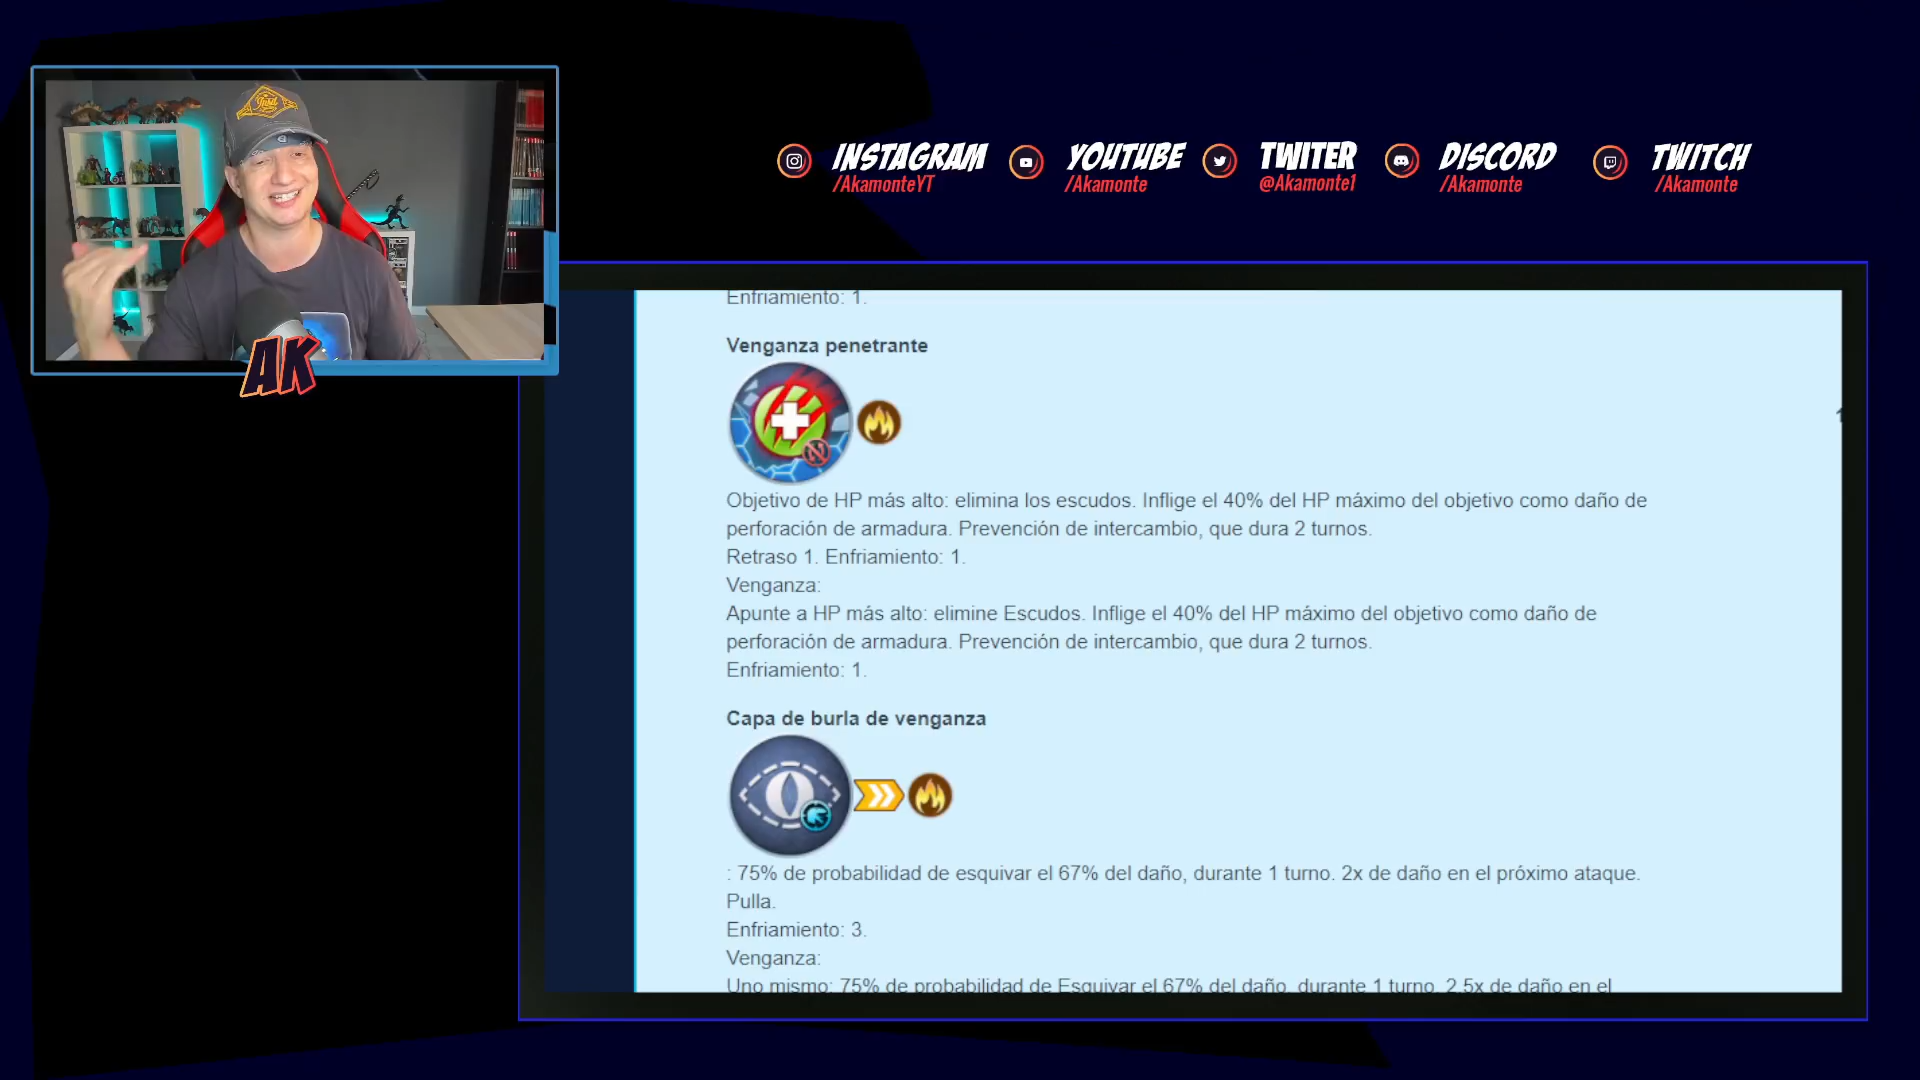 INSTAGRAM
/AkamonteYT
YOUTUBE
/Akamonte
TWITER
@Akamonte1
DISCORD
/Akamonte
TWITCH
/Akamonte
AK
Enfriamiento: 1.
Venganza penetrante
Objetivo de HP más alto: elimina los escudos. Inflige el 40% del HP máximo del objetivo como daño de
perforación de armadura. Prevención de intercambio, que dura 2 turnos.
Retraso 1. Enfriamiento: 1.
Venganza:
Apunte a HP más alto: elimine Escudos. Inflige el 40% del HP máximo del objetivo como daño de
perforación de armadura. Prevención de intercambio, que dura 2 turnos.
Enfriamiento: 1.
Capa de burla de venganza
: 75% de probabilidad de esquivar el 67% del daño, durante 1 turno. 2x de daño en el próximo ataque.
Pulla.
Enfriamiento: 3.
Venganza:
Uno mismo: 75% de probabilidad de Esquivar el 67% del daño, durante 1 turno. 2,5x de daño en el